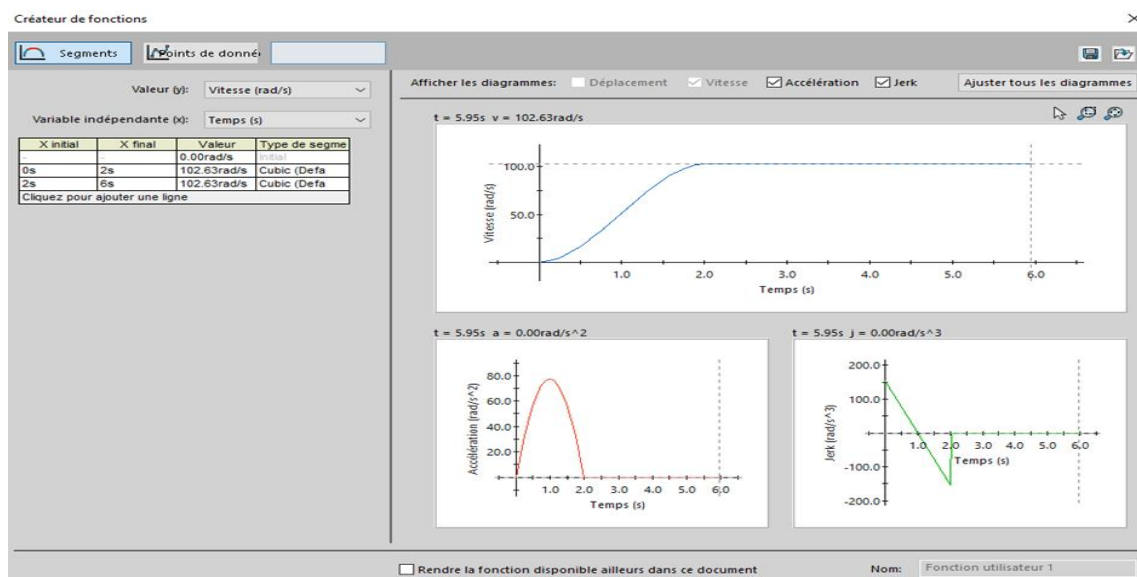 Créateur de fonctions
Segments
Points de donné
Valeur (y): Vitesse (rad/s)
Variable indépendante (x): Temps (s)
X initial X final Valeur Type de segme
- - 0.00rad/s Initial
0s 2s 102.63rad/s Cubic (Defa
2s 6s 102.63rad/s Cubic (Defa
Cliquez pour ajouter une ligne
Afficher les diagrammes: Déplacement Vitesse Accélération Jerk Ajuster tous les diagrammes
t = 5.95s v = 102.63rad/s
Vitesse (rad/s)
100.0
50.0
1.0 2.0 3.0 4.0 5.0 6.0
Temps (s)
t = 5.95s a = 0.00rad/s^2
Accélération (rad/s^2)
80.0
60.0
40.0
20.0
1.0 2.0 3.0 4.0 5.0 6.0
Temps (s)
t = 5.95s j = 0.00rad/s^3
Jerk (rad/s^3)
200.0
100.0
-100.0
-200.0
1.0 2.0 3.0 4.0 5.0 6.0
Temps (s)
Rendre la fonction disponible ailleurs dans ce document
Nom: Fonction utilisateur 1